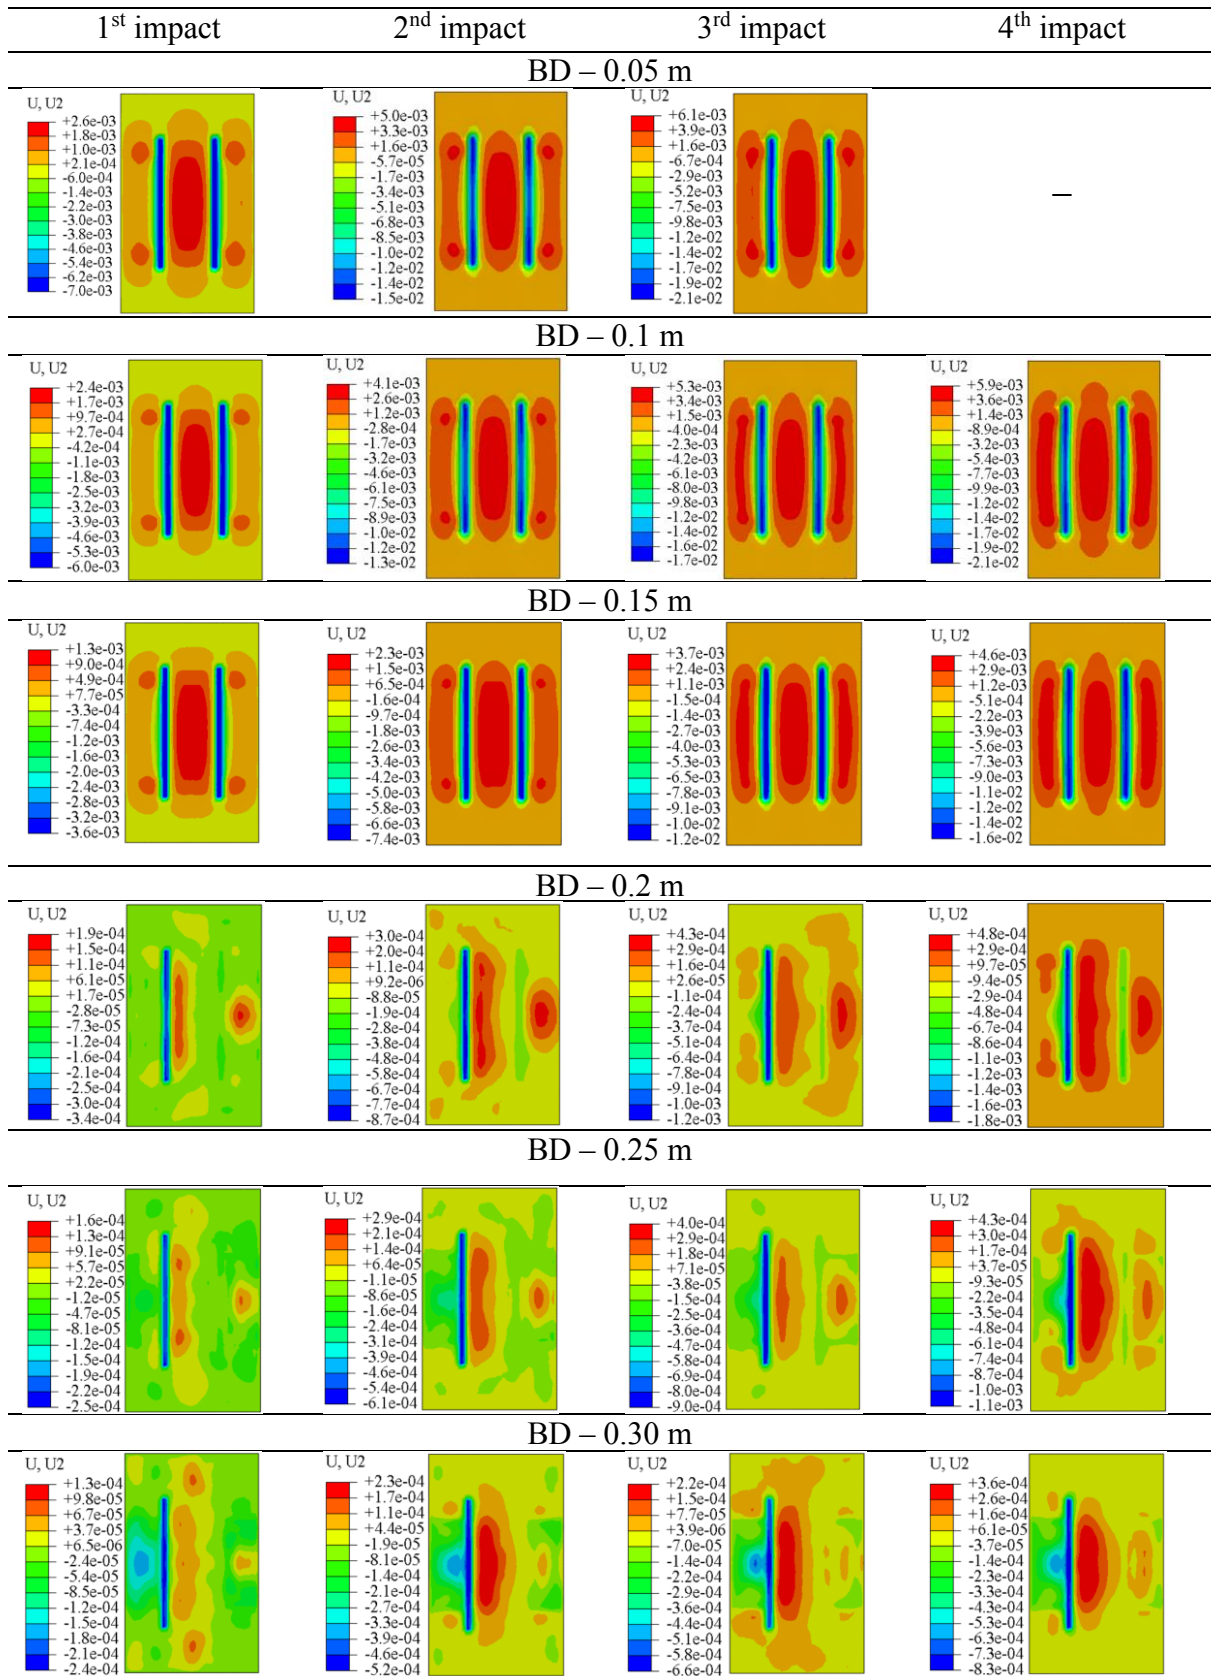 1st impact 2nd impact 3rd impact 4th impact
BD – 0.05 m
U, U2
+2.6e-03
+1.8e-03
+1.0e-03
+2.1e-04
-6.0e-04
-1.4e-03
-2.2e-03
-3.0e-03
-3.8e-03
-4.6e-03
-5.4e-03
-6.2e-03
-7.0e-03
U, U2
+5.0e-03
+3.3e-03
+1.6e-03
-5.7e-05
-1.7e-03
-3.4e-03
-5.1e-03
-6.8e-03
-8.5e-03
-1.0e-02
-1.2e-02
-1.4e-02
-1.5e-02
U, U2
+6.1e-03
+3.9e-03
+1.6e-03
-6.7e-04
-2.9e-03
-5.2e-03
-7.5e-03
-9.8e-03
-1.2e-02
-1.4e-02
-1.7e-02
-1.9e-02
-2.1e-02
–
BD – 0.1 m
U, U2
+2.4e-03
+1.7e-03
+9.7e-04
+2.7e-04
-4.2e-04
-1.1e-03
-1.8e-03
-2.5e-03
-3.2e-03
-3.9e-03
-4.6e-03
-5.3e-03
-6.0e-03
U, U2
+4.1e-03
+2.6e-03
+1.2e-03
-2.8e-04
-1.7e-03
-3.2e-03
-4.6e-03
-6.1e-03
-7.5e-03
-8.9e-03
-1.0e-02
-1.2e-02
-1.3e-02
U, U2
+5.3e-03
+3.4e-03
+1.5e-03
-4.0e-04
-2.3e-03
-4.2e-03
-6.1e-03
-8.0e-03
-9.8e-03
-1.2e-02
-1.4e-02
-1.6e-02
-1.7e-02
U, U2
+5.9e-03
+3.6e-03
+1.4e-03
-8.9e-04
-3.2e-03
-5.4e-03
-7.7e-03
-9.9e-03
-1.2e-02
-1.4e-02
-1.7e-02
-1.9e-02
-2.1e-02
BD – 0.15 m
U, U2
+1.3e-03
+9.0e-04
+4.9e-04
+7.7e-05
-3.3e-04
-7.4e-04
-1.2e-03
-1.6e-03
-2.0e-03
-2.4e-03
-2.8e-03
-3.2e-03
-3.6e-03
U, U2
+2.3e-03
+1.5e-03
+6.5e-04
-1.6e-04
-9.7e-04
-1.8e-03
-2.6e-03
-3.4e-03
-4.2e-03
-5.0e-03
-5.8e-03
-6.6e-03
-7.4e-03
U, U2
+3.7e-03
+2.4e-03
+1.1e-03
-1.5e-04
-1.4e-03
-2.7e-03
-4.0e-03
-5.3e-03
-6.5e-03
-7.8e-03
-9.1e-03
-1.0e-02
-1.2e-02
U, U2
+4.6e-03
+2.9e-03
+1.2e-03
-5.1e-04
-2.2e-03
-3.9e-03
-5.6e-03
-7.3e-03
-9.0e-03
-1.1e-02
-1.2e-02
-1.4e-02
-1.6e-02
BD – 0.2 m
U, U2
+1.9e-04
+1.5e-04
+1.1e-04
+6.1e-05
+1.7e-05
-2.8e-05
-7.3e-05
-1.2e-04
-1.6e-04
-2.1e-04
-2.5e-04
-3.0e-04
-3.4e-04
U, U2
+3.0e-04
+2.0e-04
+1.1e-04
+9.2e-06
-8.8e-05
-1.9e-04
-2.8e-04
-3.8e-04
-4.8e-04
-5.8e-04
-6.7e-04
-7.7e-04
-8.7e-04
U, U2
+4.3e-04
+2.9e-04
+1.6e-04
+2.6e-05
-1.1e-04
-2.4e-04
-3.7e-04
-5.1e-04
-6.4e-04
-7.8e-04
-9.1e-04
-1.0e-03
-1.2e-03
U, U2
+4.8e-04
+2.9e-04
+9.7e-05
-9.4e-05
-2.9e-04
-4.8e-04
-6.7e-04
-8.6e-04
-1.1e-03
-1.2e-03
-1.4e-03
-1.6e-03
-1.8e-03
BD – 0.25 m
U, U2
+1.6e-04
+1.3e-04
+9.1e-05
+5.7e-05
+2.2e-05
-1.2e-05
-4.7e-05
-8.1e-05
-1.2e-04
-1.5e-04
-1.9e-04
-2.2e-04
-2.5e-04
U, U2
+2.9e-04
+2.1e-04
+1.4e-04
+6.4e-05
-1.1e-05
-8.6e-05
-1.6e-04
-2.4e-04
-3.1e-04
-3.9e-04
-4.6e-04
-5.4e-04
-6.1e-04
U, U2
+4.0e-04
+2.9e-04
+1.8e-04
+7.1e-05
-3.8e-05
-1.5e-04
-2.5e-04
-3.6e-04
-4.7e-04
-5.8e-04
-6.9e-04
-8.0e-04
-9.0e-04
U, U2
+4.3e-04
+3.0e-04
+1.7e-04
+3.7e-05
-9.3e-05
-2.2e-04
-3.5e-04
-4.8e-04
-6.1e-04
-7.4e-04
-8.7e-04
-1.0e-03
-1.1e-03
BD – 0.30 m
U, U2
+1.3e-04
+9.8e-05
+6.7e-05
+3.7e-05
+6.5e-06
-2.4e-05
-5.4e-05
-8.5e-05
-1.2e-04
-1.5e-04
-1.8e-04
-2.1e-04
-2.4e-04
U, U2
+2.3e-04
+1.7e-04
+1.1e-04
+4.4e-05
-1.9e-05
-8.1e-05
-1.4e-04
-2.1e-04
-2.7e-04
-3.3e-04
-3.9e-04
-4.6e-04
-5.2e-04
U, U2
+2.2e-04
+1.5e-04
+7.7e-05
+3.9e-06
-7.0e-05
-1.4e-04
-2.2e-04
-2.9e-04
-3.6e-04
-4.4e-04
-5.1e-04
-5.8e-04
-6.6e-04
U, U2
+3.6e-04
+2.6e-04
+1.6e-04
+6.1e-05
-3.7e-05
-1.4e-04
-2.3e-04
-3.3e-04
-4.3e-04
-5.3e-04
-6.3e-04
-7.3e-04
-8.3e-04